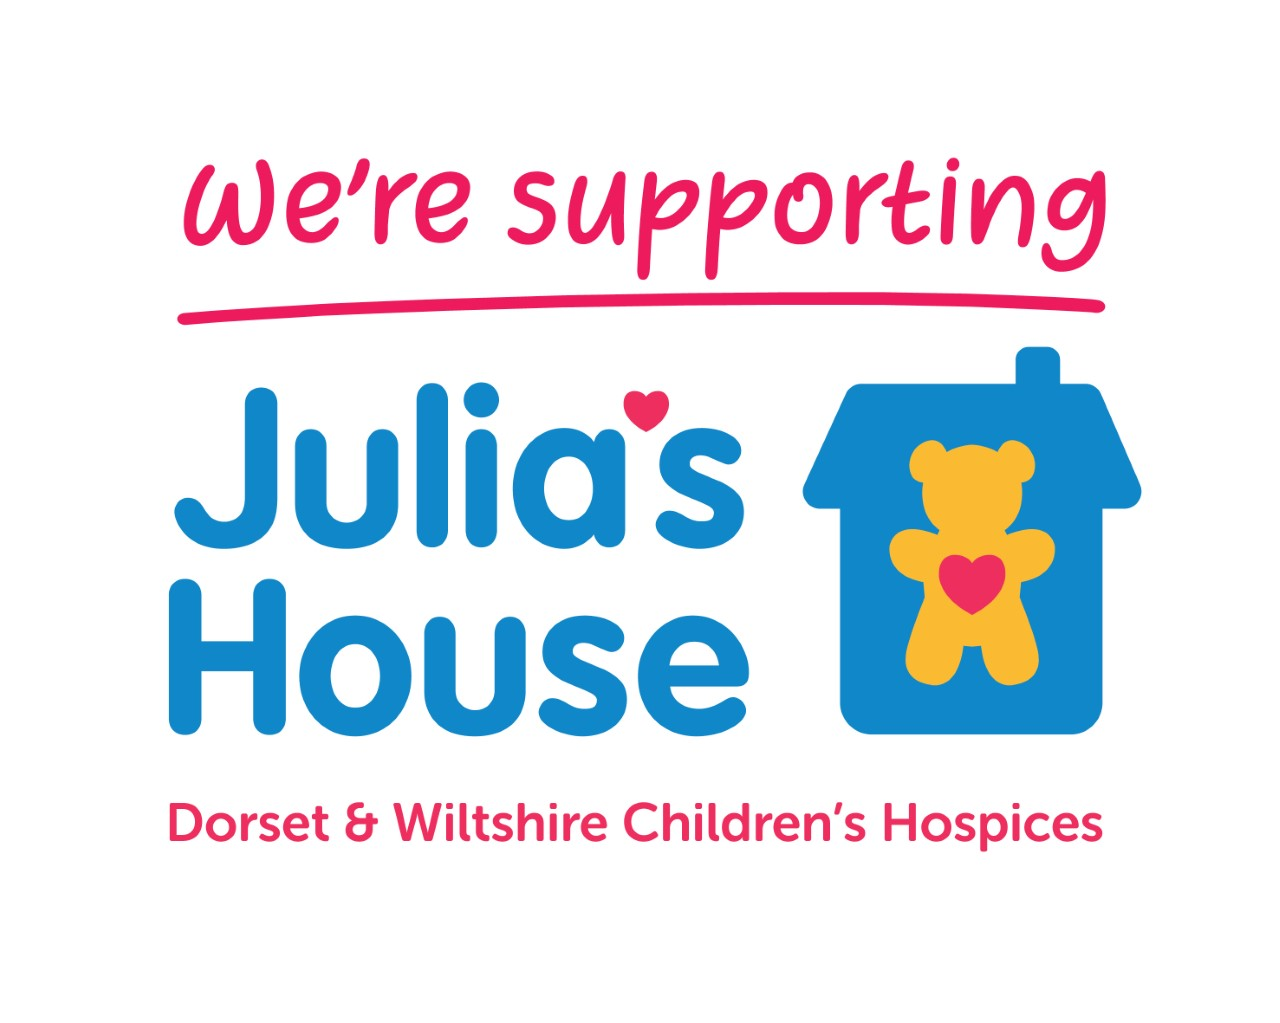 We're supporting
Julia's
House
Dorset & Wiltshire Children's Hospices